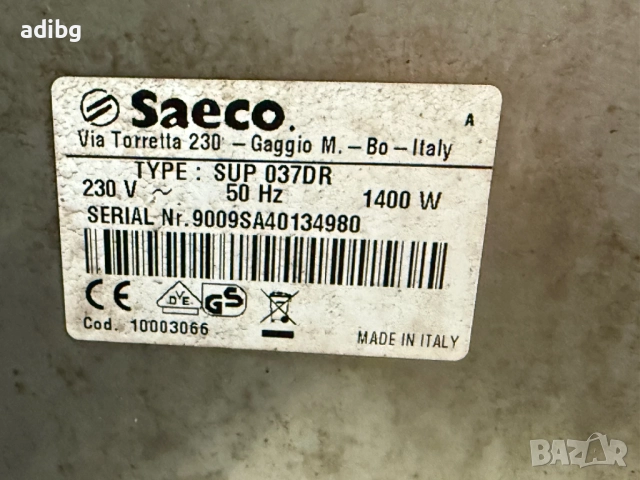 adibg
Saeco.
A
Via Torretta 230 – Gaggio M. – Bo – Italy
TYPE : SUP 037DR
230 V ~ 50 Hz 1400 W
SERIAL Nr.9009SA40134980
CE DVE GS
Cod. 10003066
MADE IN ITALY
BAZAR